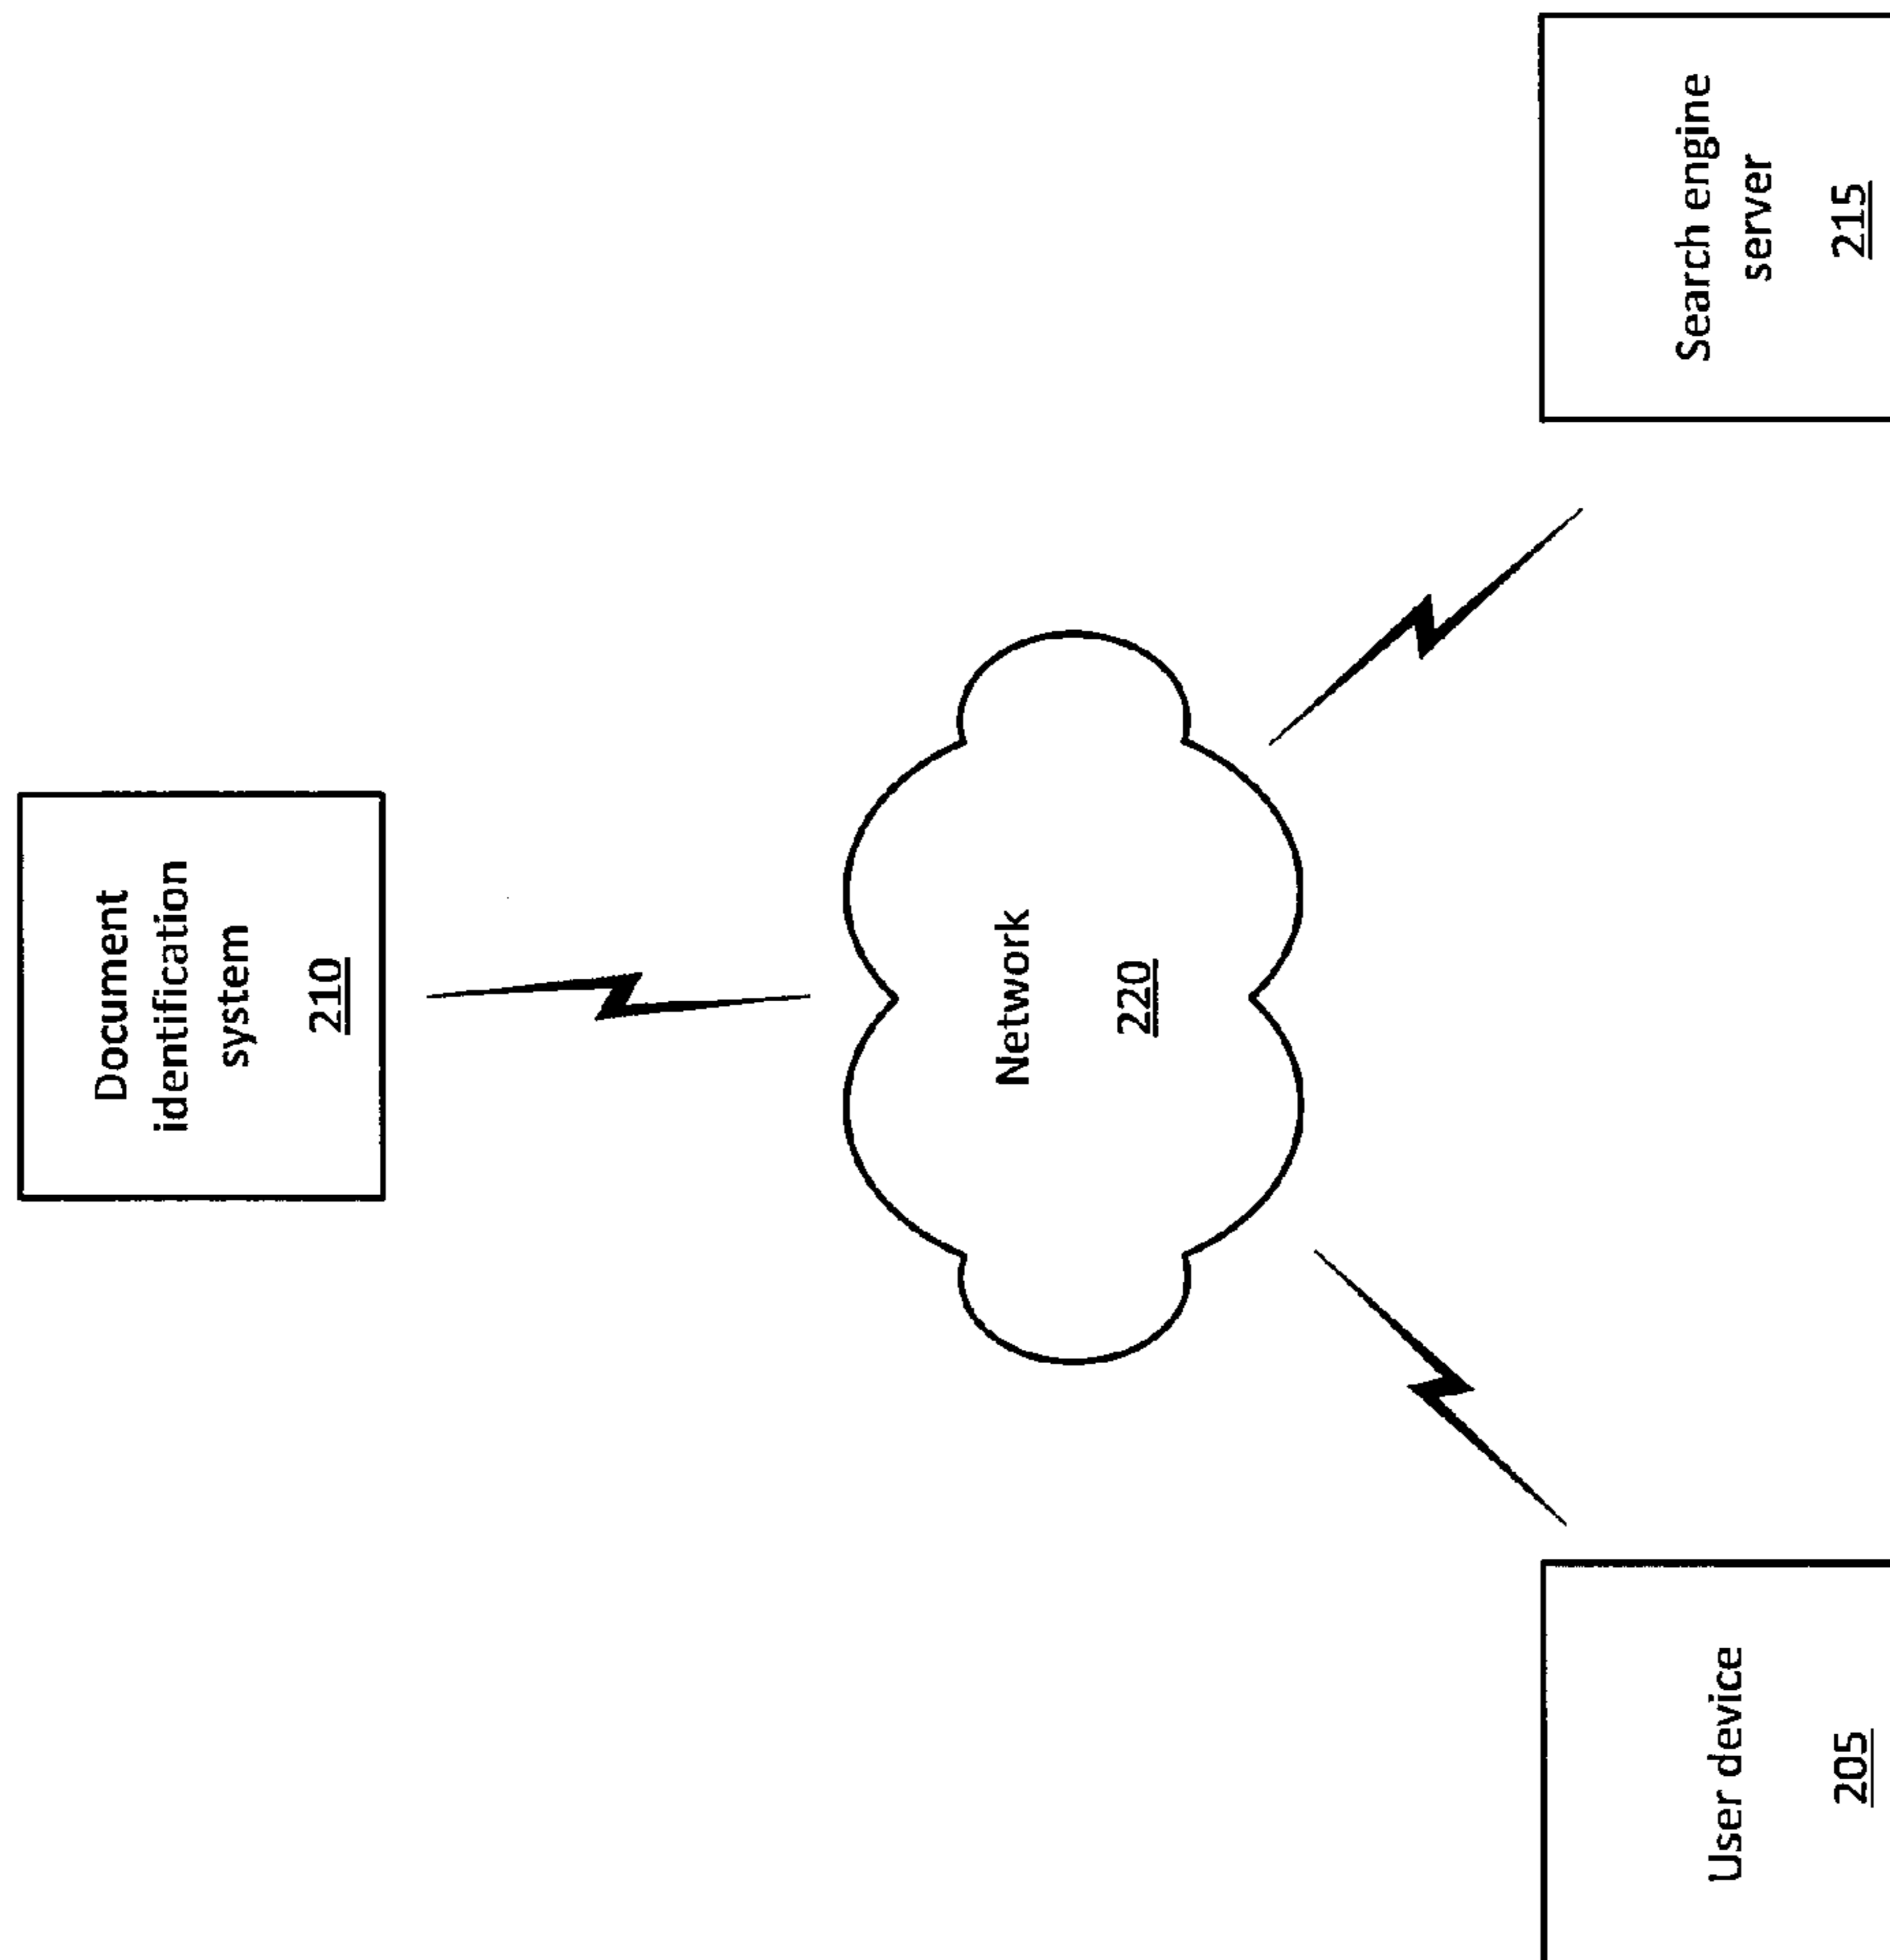 Document
identification
system
210
Network
220
User device
205
Search engine
server
215